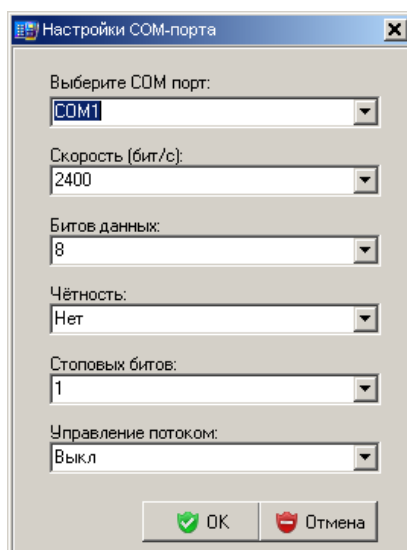 Настройки COM-порта
Выберите COM порт:
COM1
Скорость (бит/с):
2400
Битов данных:
8
Чётность:
Нет
Стоповых битов:
1
Управление потоком:
Выкл
OK
Отмена